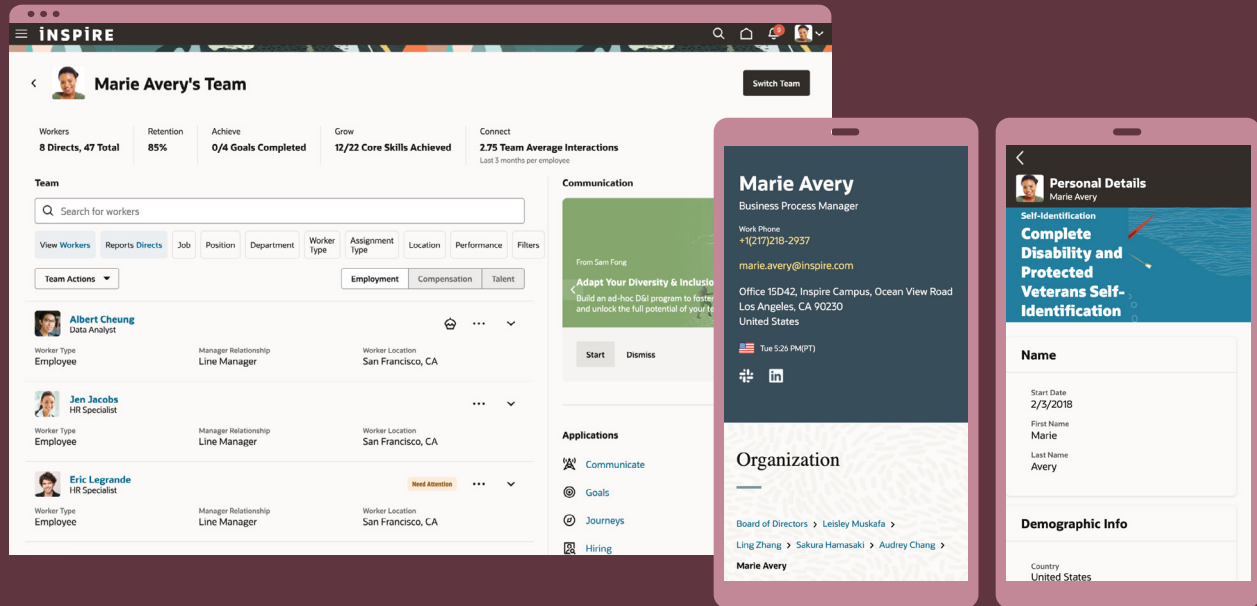 iNSPiRE
Marie Avery's Team
Switch Team
Workers
8 Directs, 47 Total
Retention
85%
Achieve
0/4 Goals Completed
Grow
12/22 Core Skills Achieved
Connect
2.75 Team Average Interactions
Last 3 months per employee
Team
Search for workers
View Workers
Reports Directs
Job
Position
Department
Worker
Type
Assignment
Type
Location
Performance
Filters
Team Actions
Employment
Compensation
Talent
Albert Cheung
Data Analyst
Worker Type
Employee
Manager Relationship
Line Manager
Worker Location
San Francisco, CA
Jen Jacobs
HR Specialist
Worker Type
Employee
Manager Relationship
Line Manager
Worker Location
San Francisco, CA
Eric Legrande
HR Specialist
Need Attention
Worker Type
Employee
Manager Relationship
Line Manager
Worker Location
San Francisco, CA
Communication
From Sam Fong
Adapt Your Diversity & Inclusio
Build an ad-hoc D&I program to foster
and unlock the full potential of your te
Start
Dismiss
Applications
Communicate
Goals
Journeys
Hiring
Marie Avery
Business Process Manager
Work Phone
+1(217)218-2937
marie.avery@inspire.com
Office 15D42, Inspire Campus, Ocean View Road
Los Angeles, CA 90230
United States
Tue 5:26 PM(PT)
Organization
Board of Directors > Leisley Muskafa >
Ling Zhang > Sakura Hamasaki > Audrey Chang >
Marie Avery
Personal Details
Marie Avery
Self-Identification
Complete
Disability and
Protected
Veterans Self-
Identification
Name
Start Date
2/3/2018
First Name
Marie
Last Name
Avery
Demographic Info
Country
United States